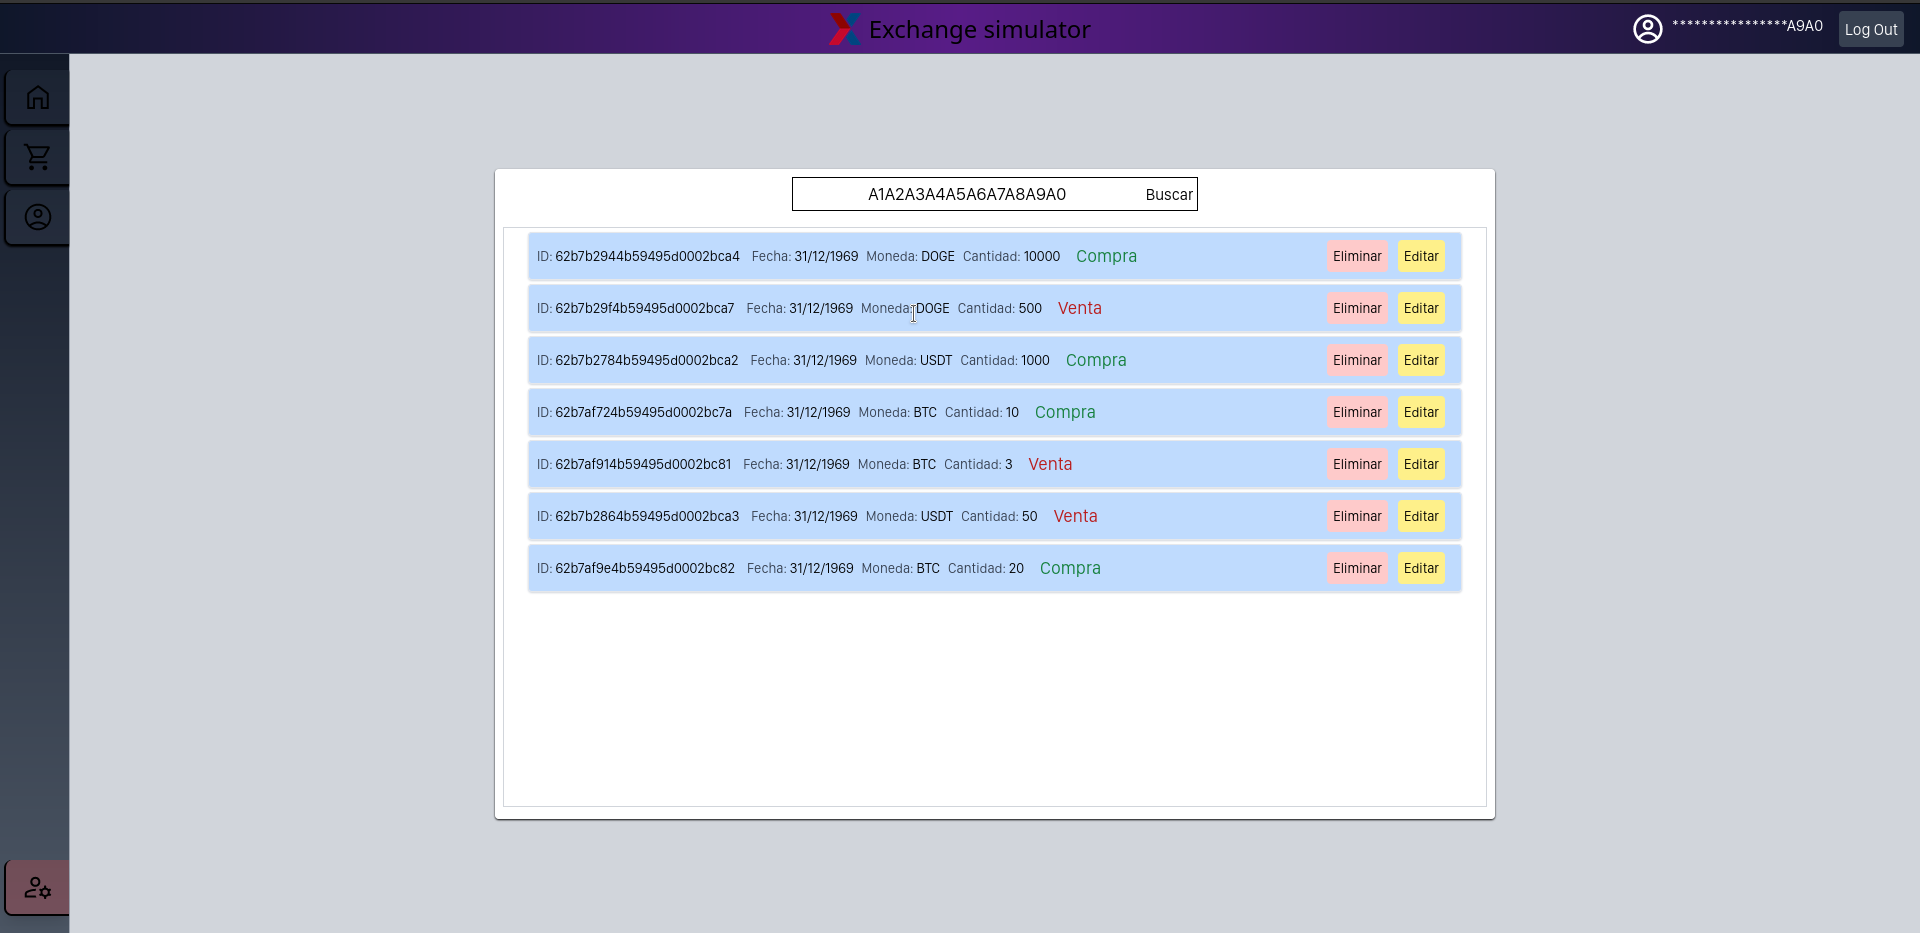 Exchange simulator
****************A9A0
Log Out
A1A2A3A4A5A6A7A8A9A0 Buscar
ID: 62b7b2944b59495d0002bca4 Fecha: 31/12/1969 Moneda: DOGE Cantidad: 10000 Compra Eliminar Editar
ID: 62b7b29f4b59495d0002bca7 Fecha: 31/12/1969 Moneda: DOGE Cantidad: 500 Venta Eliminar Editar
ID: 62b7b2784b59495d0002bca2 Fecha: 31/12/1969 Moneda: USDT Cantidad: 1000 Compra Eliminar Editar
ID: 62b7af724b59495d0002bc7a Fecha: 31/12/1969 Moneda: BTC Cantidad: 10 Compra Eliminar Editar
ID: 62b7af914b59495d0002bc81 Fecha: 31/12/1969 Moneda: BTC Cantidad: 3 Venta Eliminar Editar
ID: 62b7b2864b59495d0002bca3 Fecha: 31/12/1969 Moneda: USDT Cantidad: 50 Venta Eliminar Editar
ID: 62b7af9e4b59495d0002bc82 Fecha: 31/12/1969 Moneda: BTC Cantidad: 20 Compra Eliminar Editar